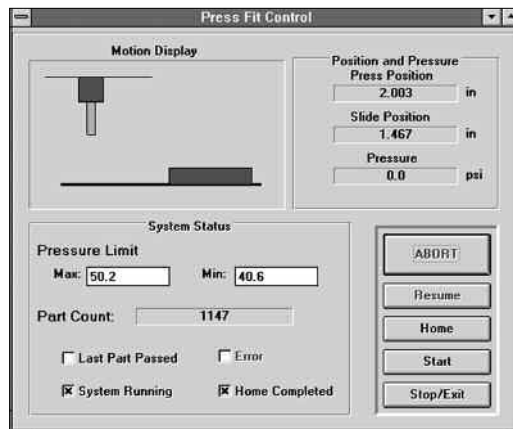 Press Fit Control
Motion Display
Position and Pressure
Press Position
2.003 in
Slide Position
1.467 in
Pressure
0.0 psi
System Status
Pressure Limit
Max: 50.2 Min: 40.6
Part Count: 1147
Last Part Passed Error
System Running Home Completed
ABORT
Resume
Home
Start
Stop/Exit